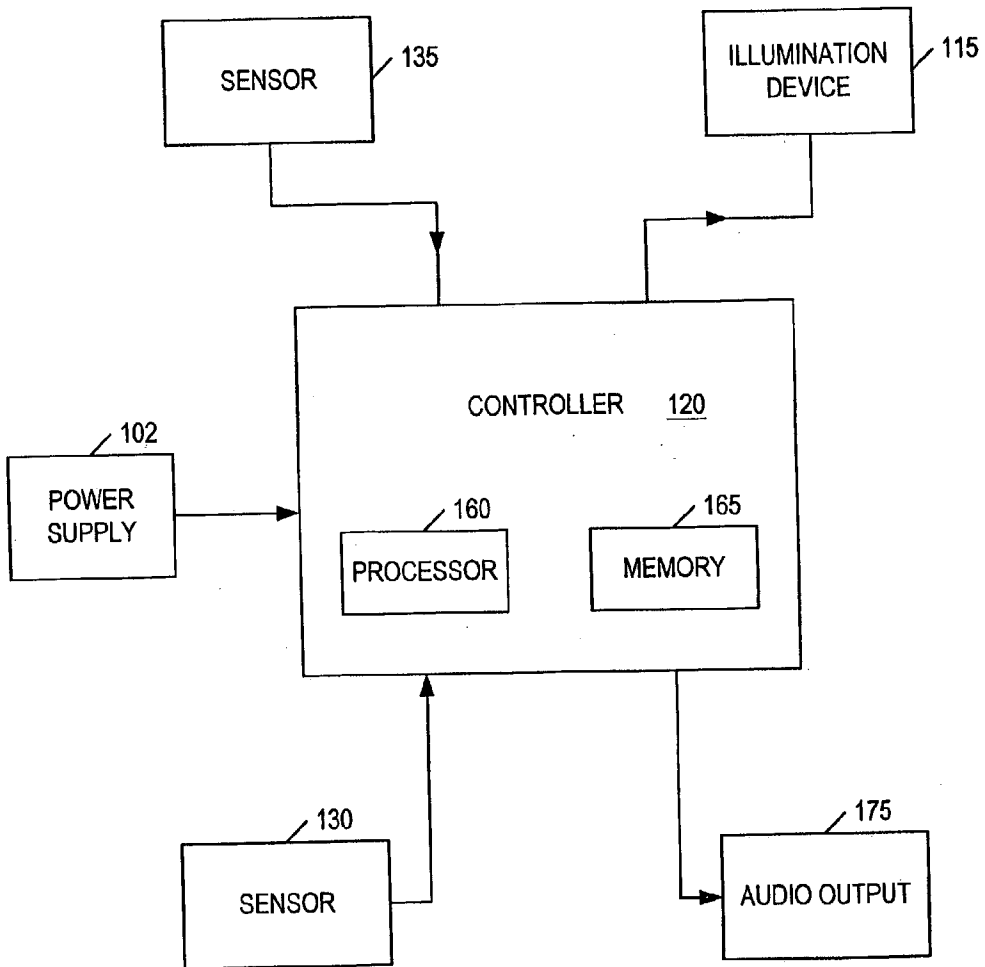 SENSOR
135
ILLUMINATION
DEVICE
115
CONTROLLER 120
102
POWER
SUPPLY
160
PROCESSOR
165
MEMORY
130
SENSOR
175
AUDIO OUTPUT